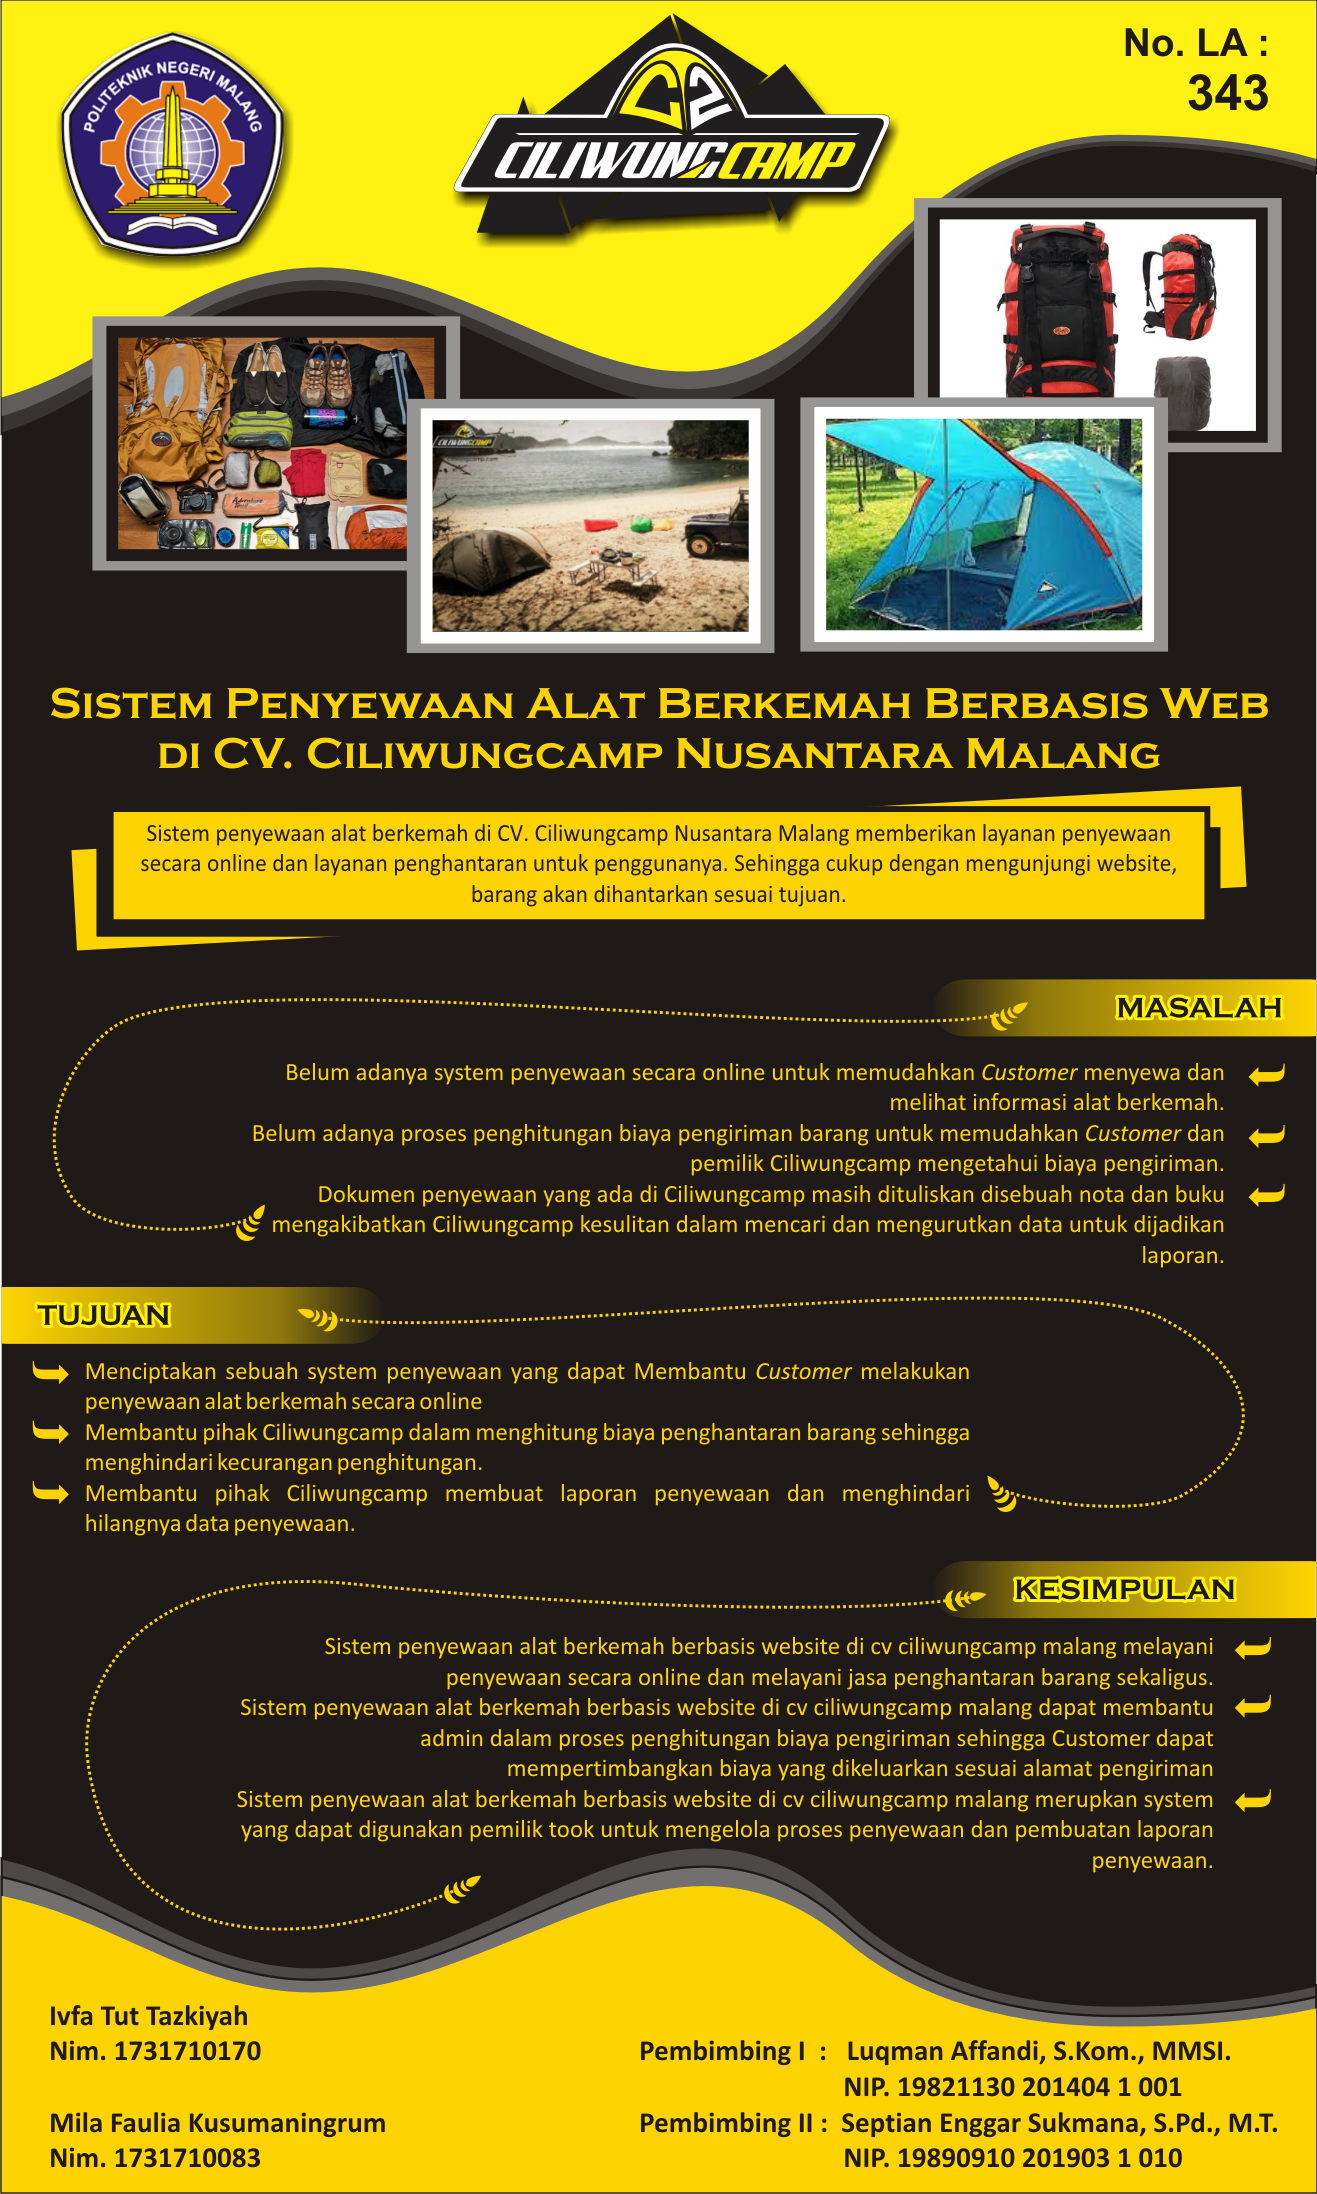 POLITEKNIK NEGERI MALANG
C2
CILIWUNGCAMP
No. LA :
343
Adventure
CILIWUNGCAMP
SISTEM PENYEWAAN ALAT BERKEMAH BERBASIS WEB
DI CV. CILIWUNGCAMP NUSANTARA MALANG
Sistem penyewaan alat berkemah di CV. Ciliwungcamp Nusantara Malang memberikan layanan penyewaan
secara online dan layanan penghantaran untuk penggunanya. Sehingga cukup dengan mengunjungi website,
barang akan dihantarkan sesuai tujuan.
MASALAH
Belum adanya system penyewaan secara online untuk memudahkan Customer menyewa dan
melihat informasi alat berkemah.
Belum adanya proses penghitungan biaya pengiriman barang untuk memudahkan Customer dan
pemilik Ciliwungcamp mengetahui biaya pengiriman.
Dokumen penyewaan yang ada di Ciliwungcamp masih dituliskan disebuah nota dan buku
mengakibatkan Ciliwungcamp kesulitan dalam mencari dan mengurutkan data untuk dijadikan
laporan.
TUJUAN
Menciptakan sebuah system penyewaan yang dapat Membantu Customer melakukan
penyewaan alat berkemah secara online
Membantu pihak Ciliwungcamp dalam menghitung biaya penghantaran barang sehingga
menghindari kecurangan penghitungan.
Membantu pihak Ciliwungcamp membuat laporan penyewaan dan menghindari
hilangnya data penyewaan.
KESIMPULAN
Sistem penyewaan alat berkemah berbasis website di cv ciliwungcamp malang melayani
penyewaan secara online dan melayani jasa penghantaran barang sekaligus.
Sistem penyewaan alat berkemah berbasis website di cv ciliwungcamp malang dapat membantu
admin dalam proses penghitungan biaya pengiriman sehingga Customer dapat
mempertimbangkan biaya yang dikeluarkan sesuai alamat pengiriman
Sistem penyewaan alat berkemah berbasis website di cv ciliwungcamp malang merupkan system
yang dapat digunakan pemilik took untuk mengelola proses penyewaan dan pembuatan laporan
penyewaan.
Ivfa Tut Tazkiyah
Nim. 1731710170
Mila Faulia Kusumaningrum
Nim. 1731710083
Pembimbing I : Luqman Affandi, S.Kom., MMSI.
NIP. 19821130 201404 1 001
Pembimbing II : Septian Enggar Sukmana, S.Pd., M.T.
NIP. 19890910 201903 1 010